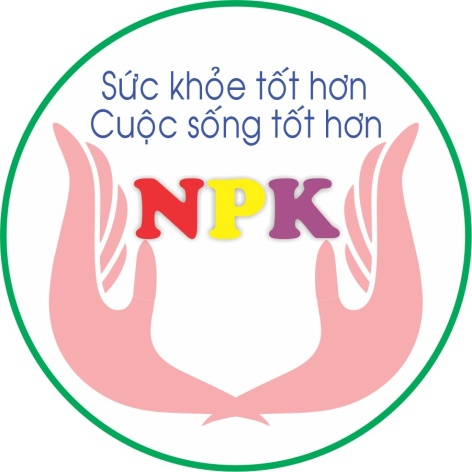 Sức khỏe tốt hơn
Cuộc sống tốt hơn
NPK